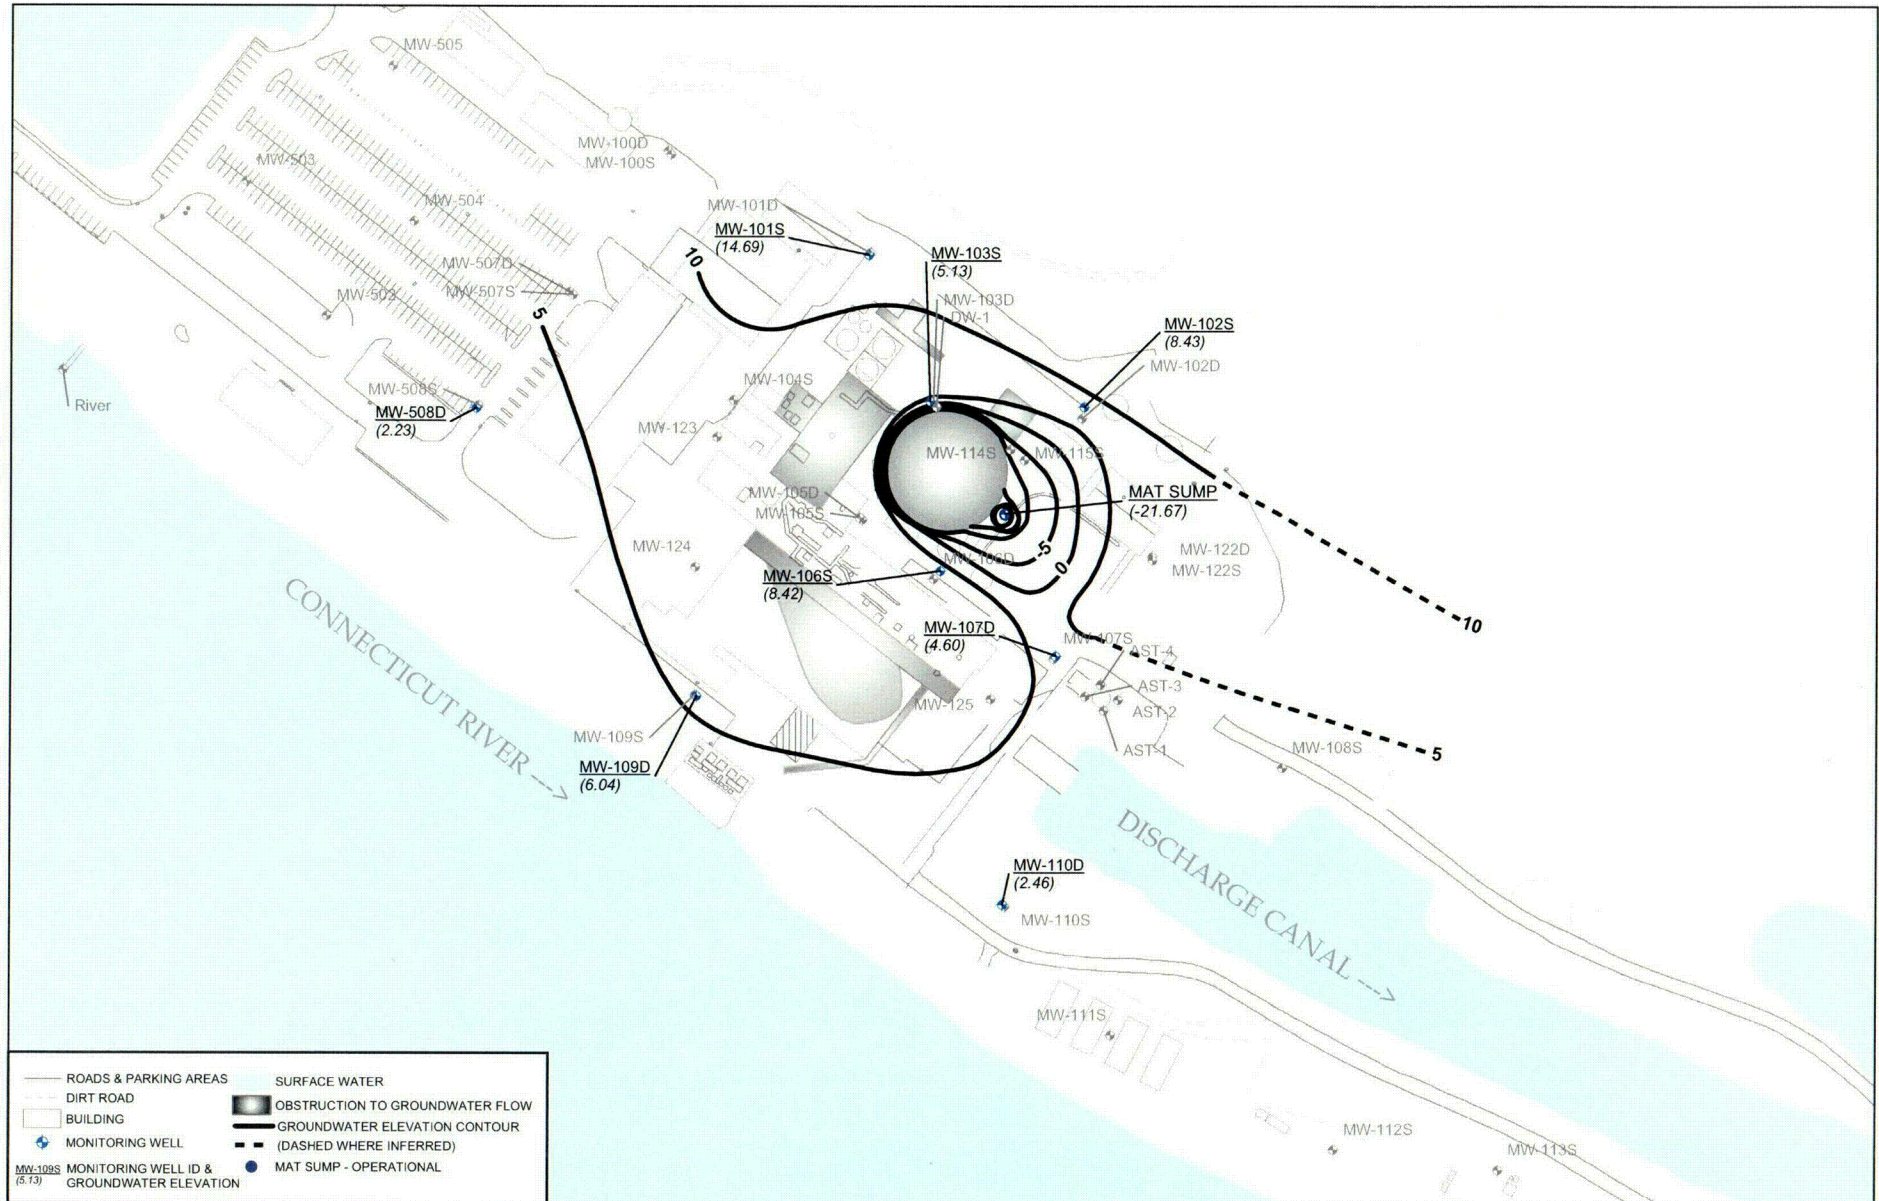 MW-505
MW-100D
MW-100S
MW-503
MW-504
MW-101D
MW-101S
(14.69)
10
MW-103S
(5.13)
MW-507D
MW-507S
MW-502
5
MW-103D
DW-1
MW-102S
(8.43)
MW-102D
River
MW-508S
MW-508D
(2.23)
MW-104S
MW-123
MW-114S
MW-115S
MW-105D
MW-105S
MAT SUMP
(-21.67)
MW-124
MW-106D
-5
0
MW-122D
MW-122S
MW-106S
(8.42)
MW-107D
(4.60)
MW-107S
10
AST-4
AST-3
AST-2
AST-1
MW-125
CONNECTICUT RIVER --->
MW-109S
MW-109D
(6.04)
MW-108S
5
DISCHARGE CANAL --->
MW-110D
(2.46)
MW-110S
MW-111S
MW-112S
MW-113S
ROADS & PARKING AREAS
DIRT ROAD
BUILDING
MONITORING WELL
MW-109S
(5.13)
MONITORING WELL ID &
GROUNDWATER ELEVATION
SURFACE WATER
OBSTRUCTION TO GROUNDWATER FLOW
GROUNDWATER ELEVATION CONTOUR
(DASHED WHERE INFERRED)
MAT SUMP - OPERATIONAL